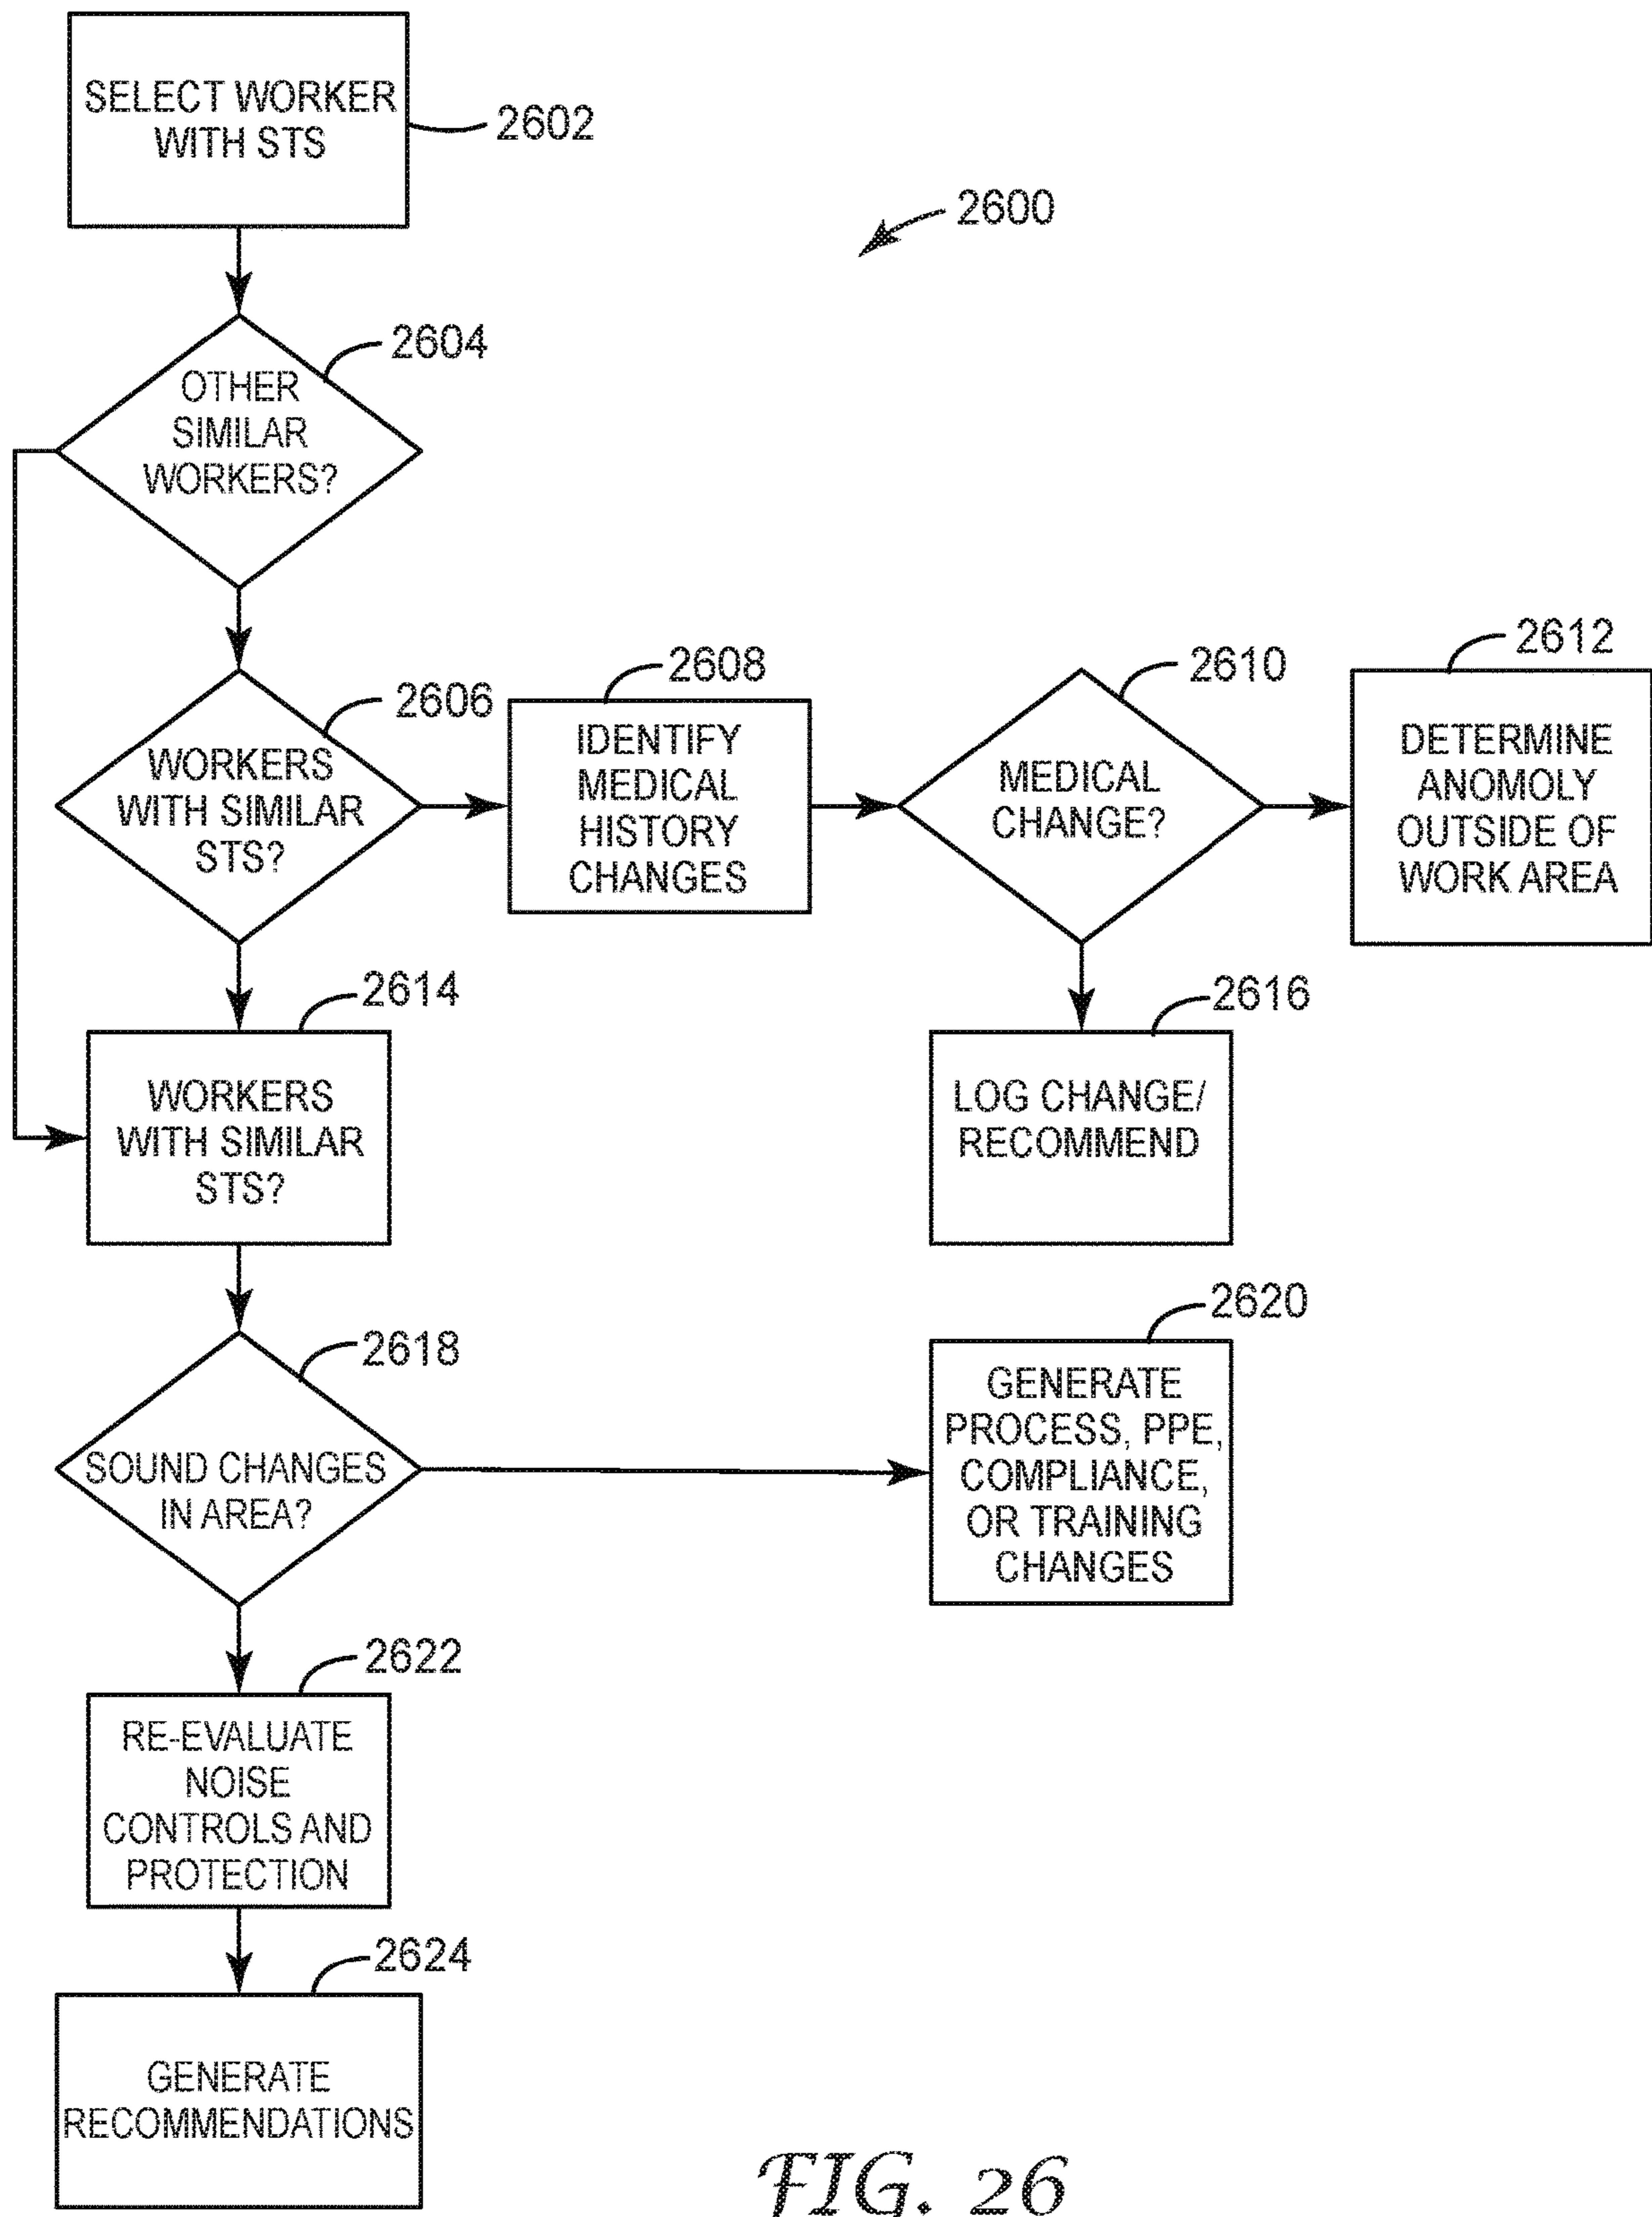 SELECT WORKER
WITH STS
2602
2600
2604
OTHER
SIMILAR
WORKERS?
2606
WORKERS
WITH SIMILAR
STS?
2608
IDENTIFY
MEDICAL
HISTORY
CHANGES
2610
MEDICAL
CHANGE?
2612
DETERMINE
ANOMOLY
OUTSIDE OF
WORK AREA
2614
WORKERS
WITH SIMILAR
STS?
2616
LOG CHANGE/
RECOMMEND
2618
SOUND CHANGES
IN AREA?
2620
GENERATE
PROCESS, PPE,
COMPLIANCE,
OR TRAINING
CHANGES
2622
RE-EVALUATE
NOISE
CONTROLS AND
PROTECTION
2624
GENERATE
RECOMMENDATIONS
FIG. 26